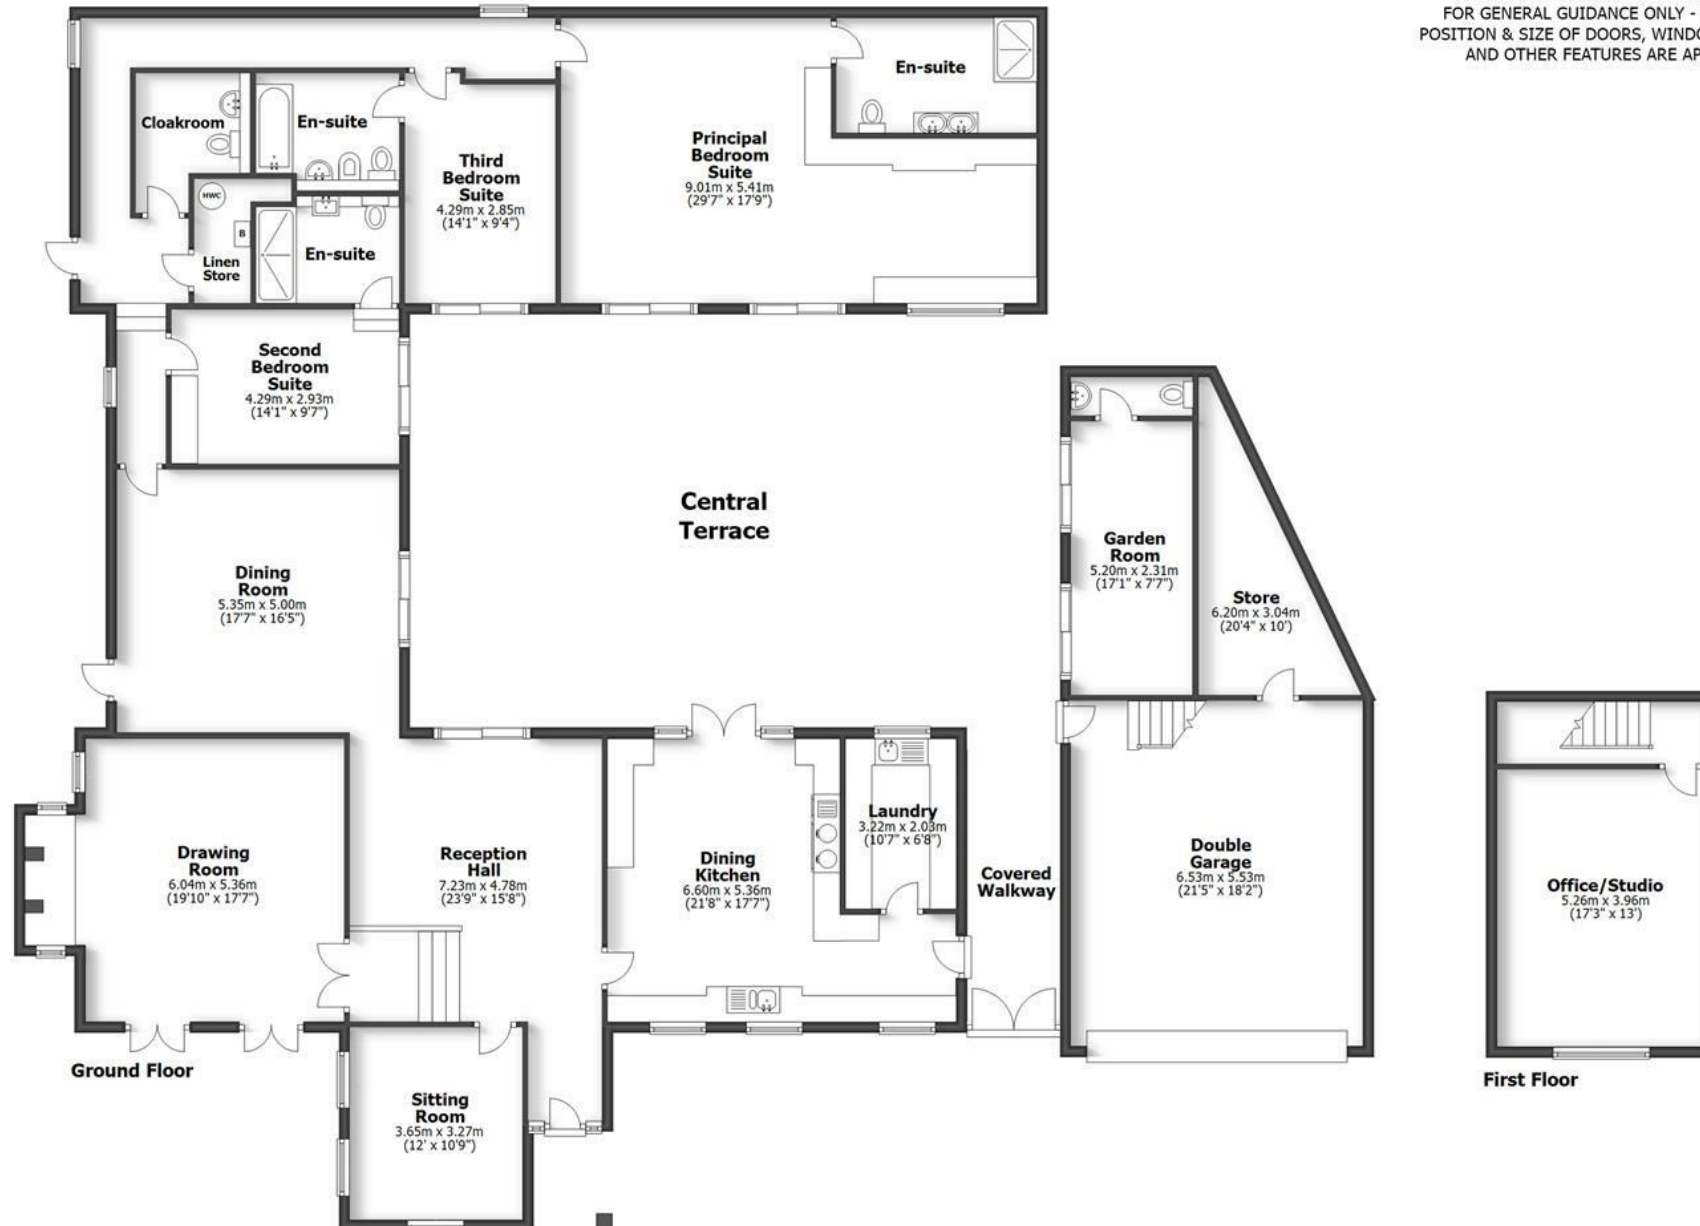 FOR GENERAL GUIDANCE ONLY -
POSITION & SIZE OF DOORS,
AND OTHER FEATURES ARE
En-suite
Cloakroom
En-suite
Principal
Bedroom
Suite
9.01m x 5.41m
(29'7" x 17'9")
Third
Bedroom
Suite
4.29m x 2.85m
(14'1" x 9'4")
HWC
B
Linen
Store
En-suite
Second
Bedroom
Suite
4.29m x 2.93m
(14'1" x 9'7")
Central
Terrace
Garden
Room
5.20m x 2.31m
(17'1" x 7'7")
Dining
Room
5.35m x 5.00m
(17'7" x 16'5")
Store
6.20m x 3.04m
(20'4" x 10')
Laundry
3.22m x 2.03m
(10'7" x 6'8")
Drawing
Room
6.04m x 5.36m
(19'10" x 17'7")
Reception
Hall
7.23m x 4.78m
(23'9" x 15'8")
Dining
Kitchen
6.60m x 5.36m
(21'8" x 17'7")
Covered
Walkway
Double
Garage
6.53m x 5.53m
(21'5" x 18'2")
Office/Studio
5.26m x 3.96m
(17'3" x 13')
Ground Floor
First Floor
Sitting
Room
3.65m x 3.27m
(12' x 10'9")